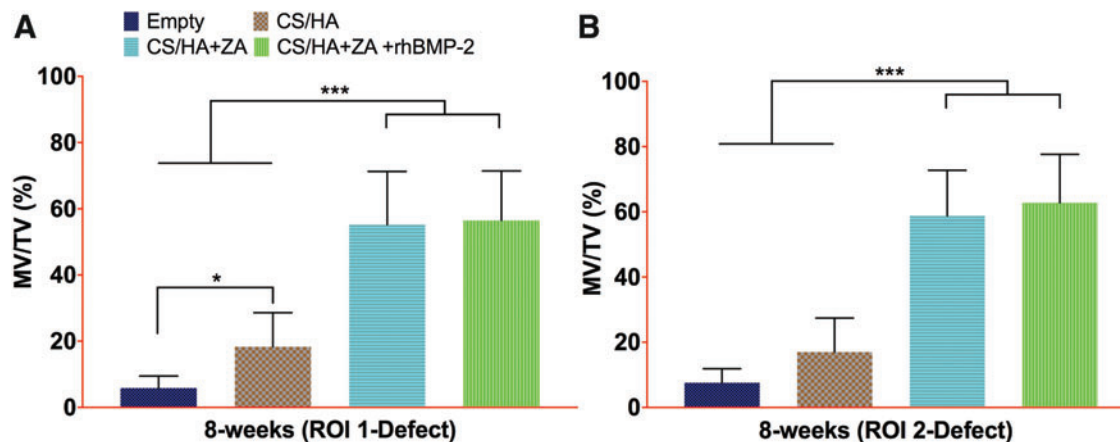 A
Empty
CS/HA
CS/HA+ZA
CS/HA+ZA +rhBMP-2
MV/TV (%)
100
80
60
40
20
0
***
*
8-weeks (ROI 1-Defect)
B
MV/TV (%)
100
80
60
40
20
0
***
8-weeks (ROI 2-Defect)